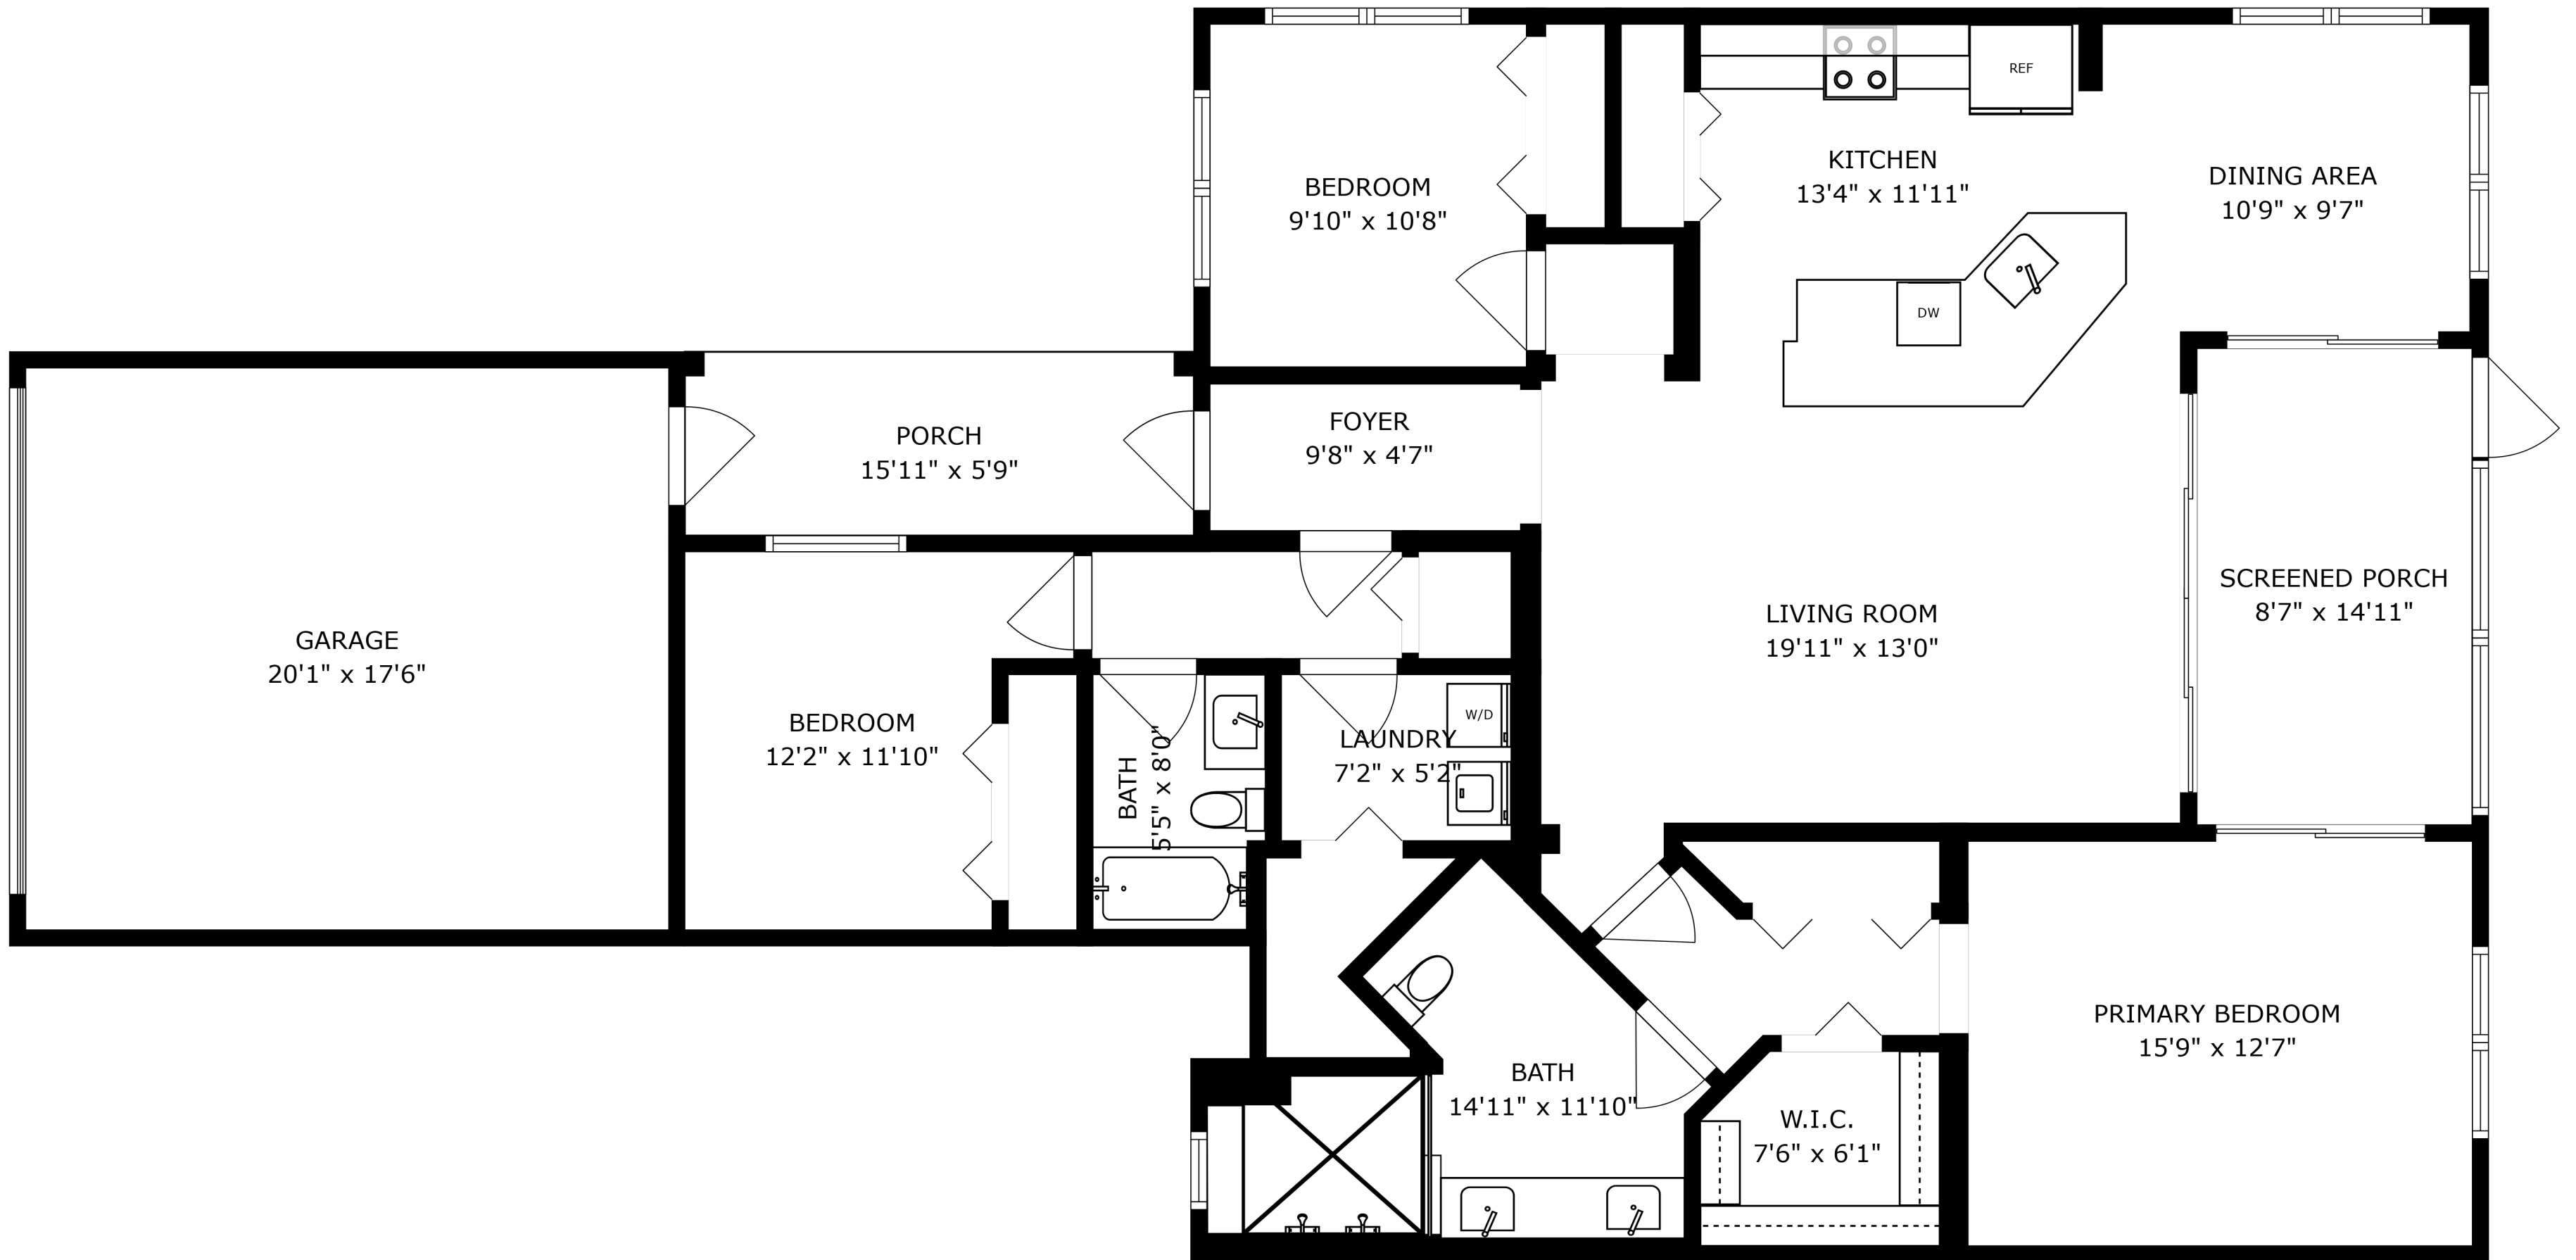 REF
KITCHEN
13'4" x 11'11"
DINING AREA
10'9" x 9'7"
BEDROOM
9'10" x 10'8"
DW
FOYER
9'8" x 4'7"
PORCH
15'11" x 5'9"
SCREENED PORCH
8'7" x 14'11"
LIVING ROOM
19'11" x 13'0"
GARAGE
20'1" x 17'6"
BEDROOM
12'2" x 11'10"
BATH
5'5" x 8'0"
W/D
LAUNDRY
7'2" x 5'2"
PRIMARY BEDROOM
15'9" x 12'7"
BATH
14'11" x 11'10"
W.I.C.
7'6" x 6'1"